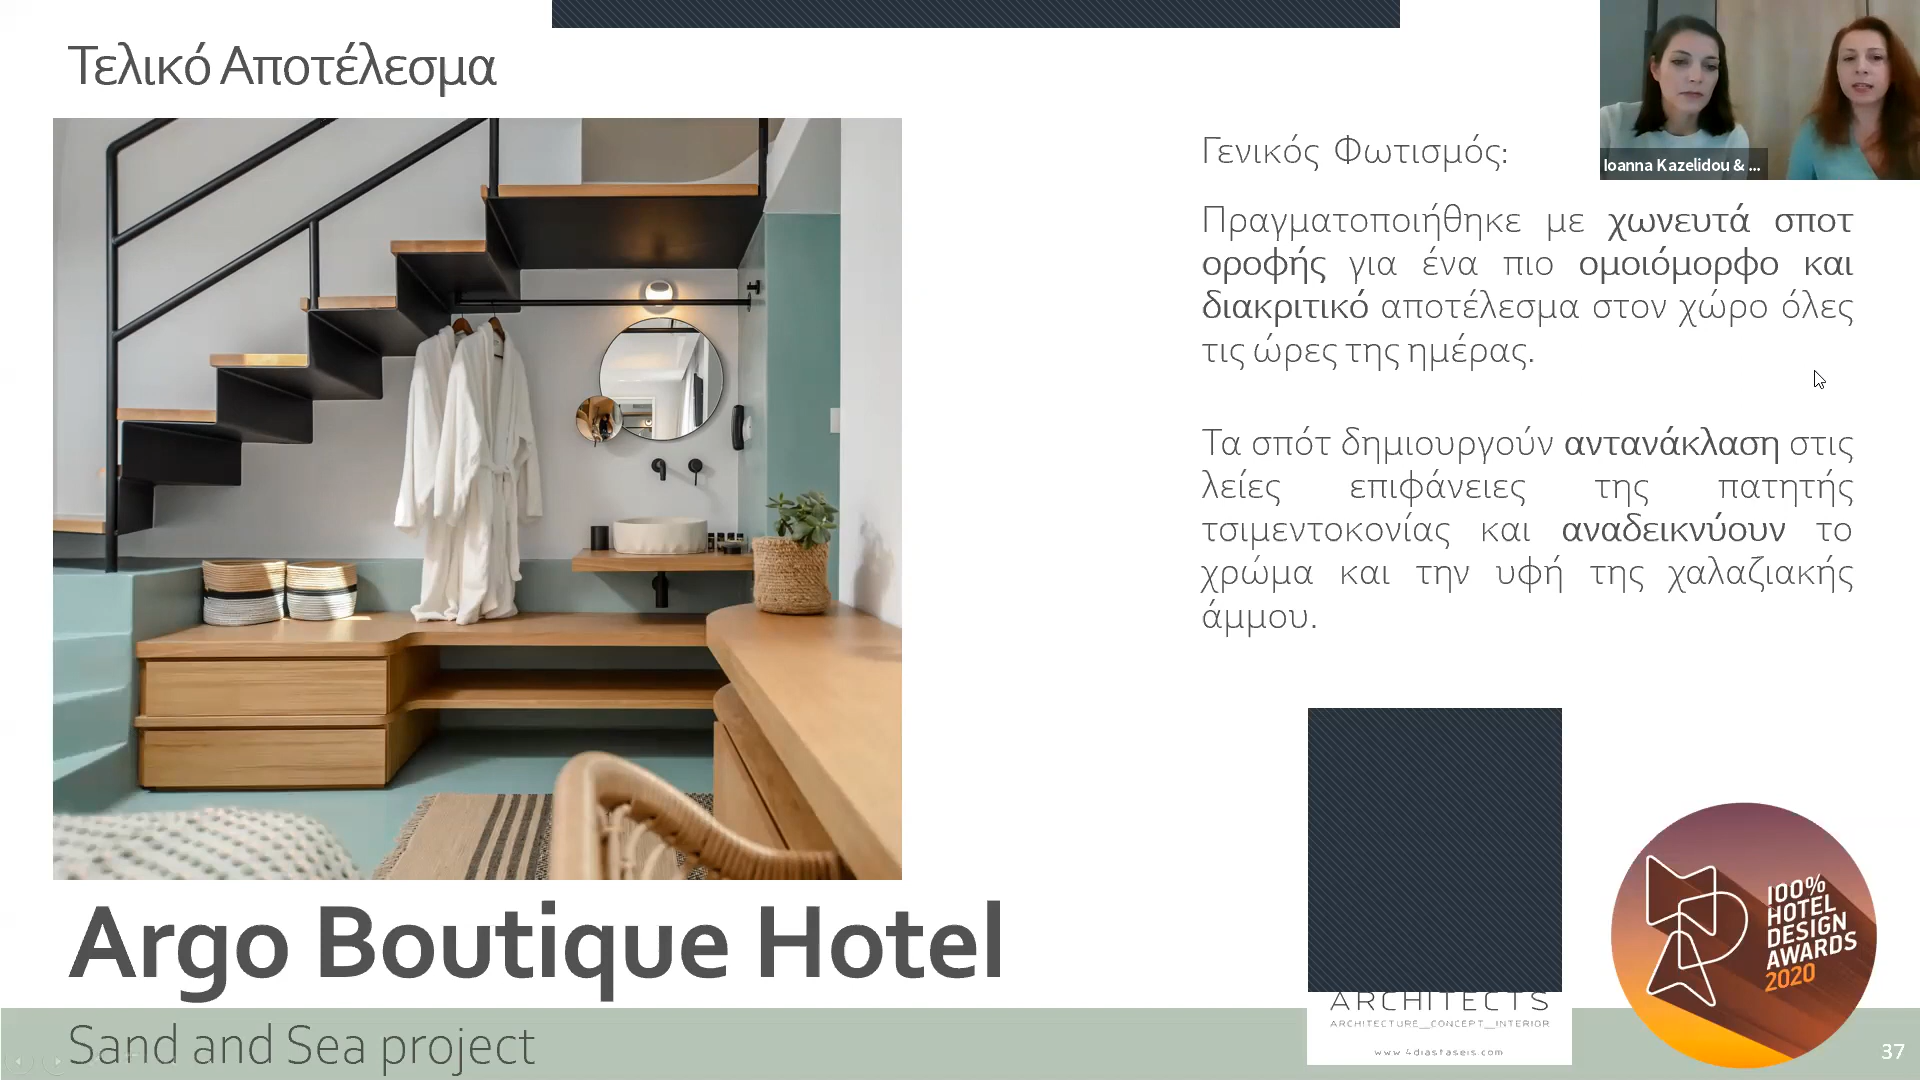 Τελικό Αποτέλεσμα
Ioanna Kazelidou & ...
Γενικός Φωτισμός:
Πραγματοποιήθηκε με χωνευτά σποτ
οροφής για ένα πιο ομοιόμορφο και
διακριτικό αποτέλεσμα στον χώρο όλες
τις ώρες της ημέρας.
Τα σπότ δημιουργούν αντανάκλαση στις
λείες επιφάνειες της πατητής
τσιμεντοκονίας και αναδεικνύουν το
χρώμα και την υφή της χαλαζιακής
άμμου.
Argo Boutique Hotel
Sand and Sea project
ARCHITECTS
ARCHITECTURE_CONCEPT_INTERIOR
www.4diastaseis.com
100%
HOTEL
DESIGN
AWARDS
2020
37